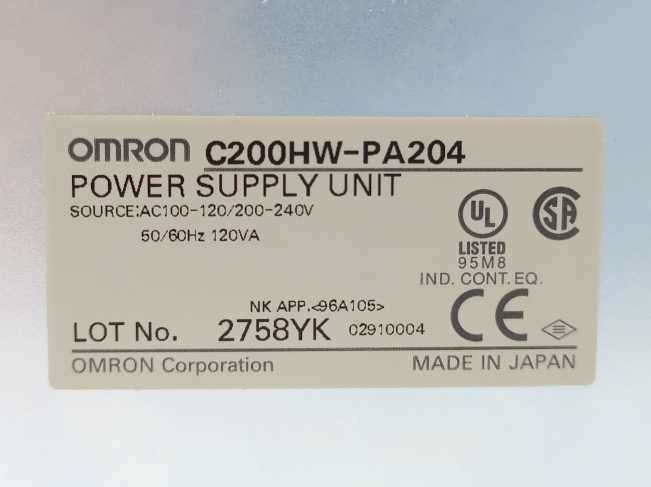 OMRON C200HW-PA204
POWER SUPPLY UNIT
SOURCE:AC100-120/200-240V
50/60Hz 120VA
UL
LISTED
95M8
IND. CONT. EQ.
SA
NK APP.<96A105>
LOT No. 2758YK 02910004
CE
OMRON Corporation MADE IN JAPAN